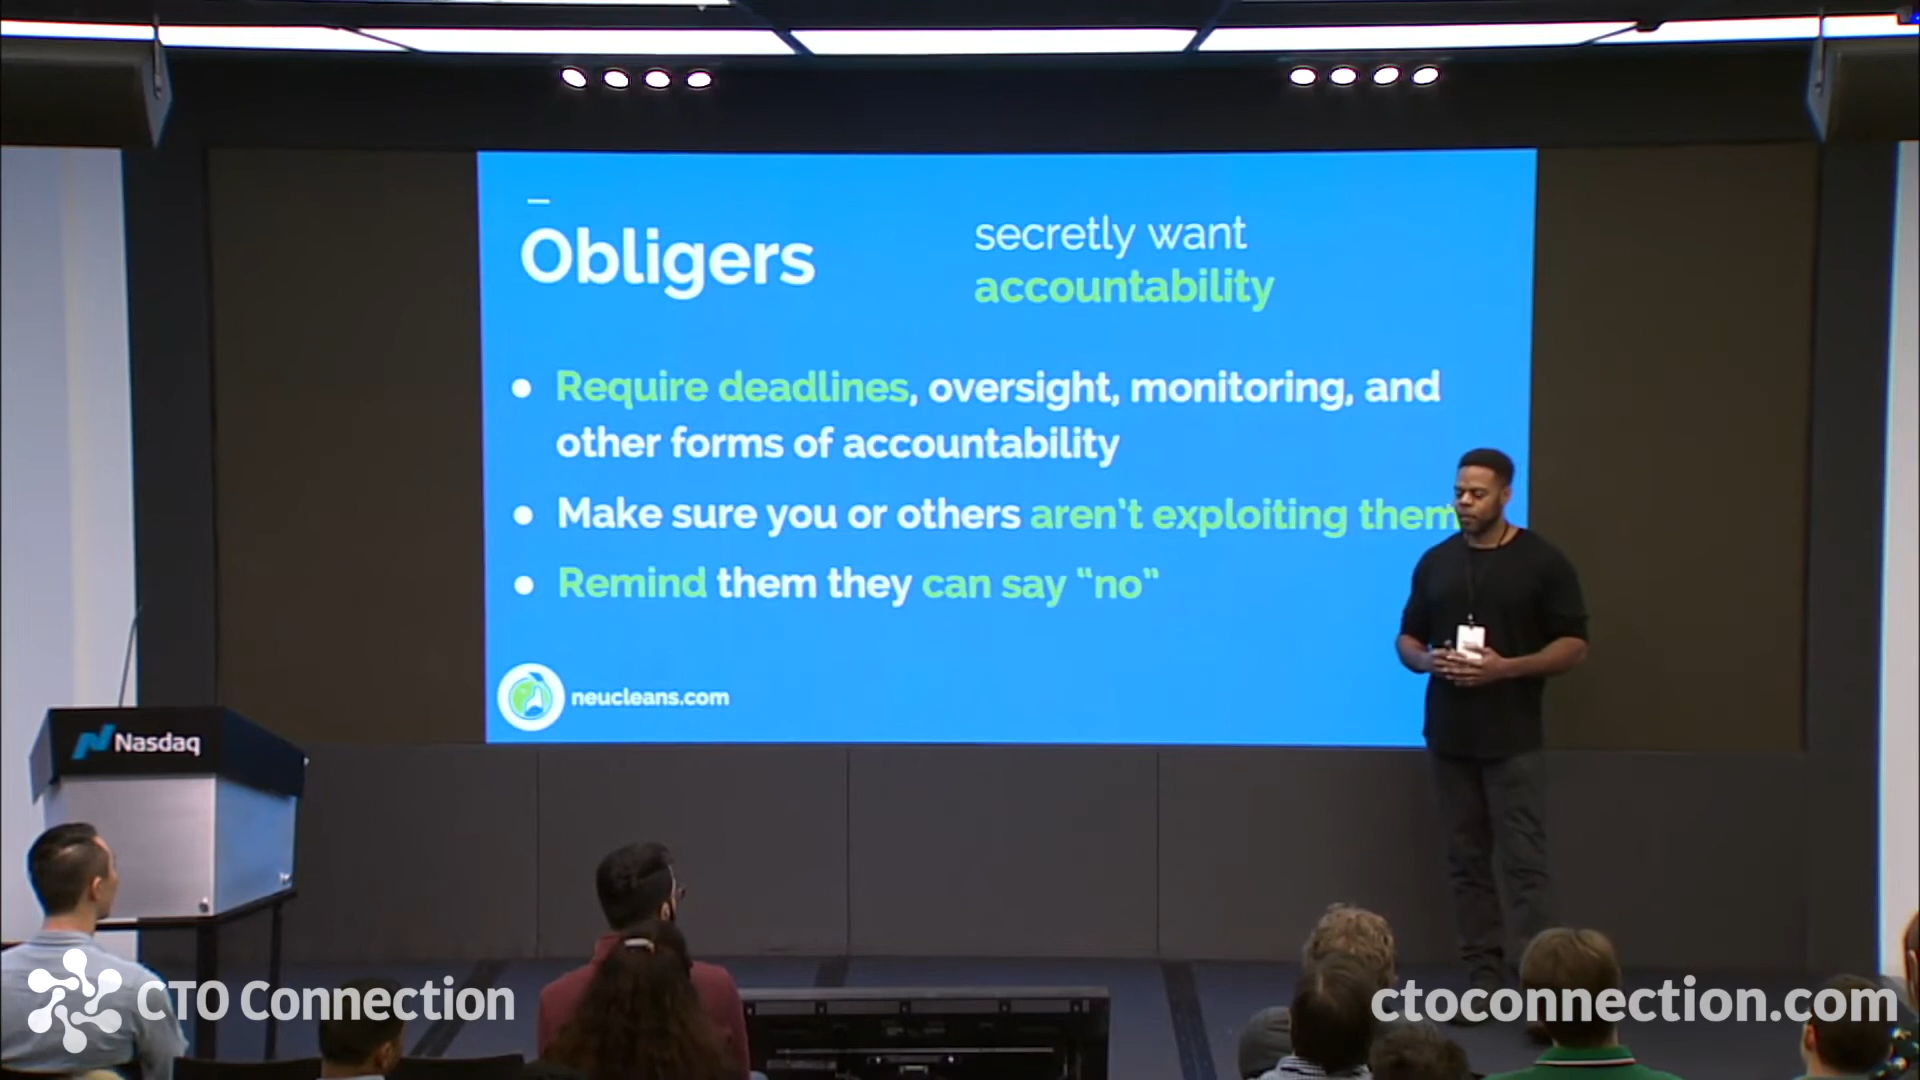 Obligers
secretly want
accountability
● Require deadlines, oversight, monitoring, and
other forms of accountability
● Make sure you or others aren't exploiting them
● Remind them they can say “no”
neucleans.com
Nasdaq
CTO Connection
ctoconnection.com